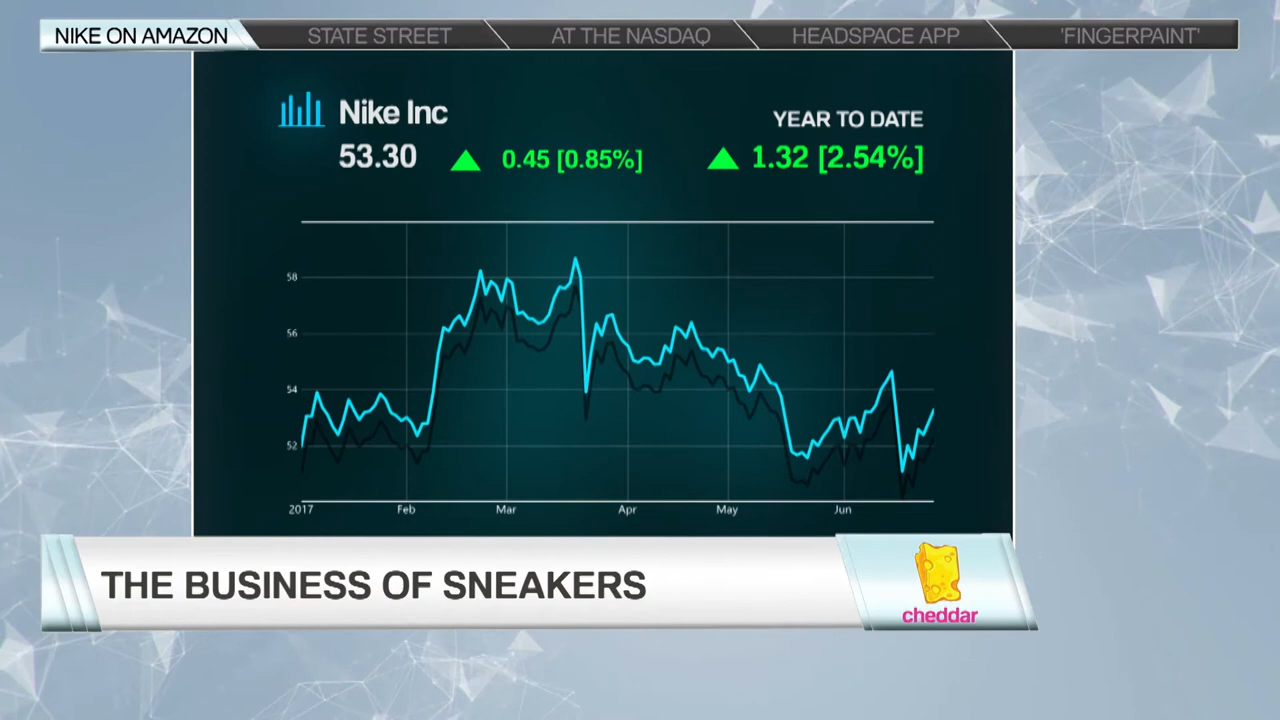 NIKE ON AMAZON STATE STREET AT THE NASDAQ HEADSPACE APP 'FINGERPAINT'
Nike Inc
YEAR TO DATE
53.30 0.45 [0.85%] 1.32 [2.54%]
58
56
54
52
2017 Feb Mar Apr May Jun
THE BUSINESS OF SNEAKERS
cheddar